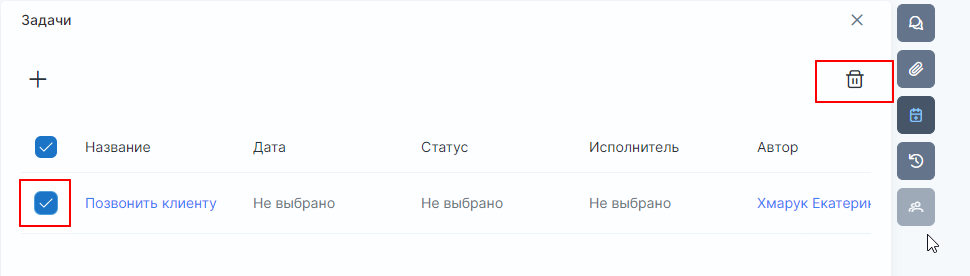 Задачи
Название Дата Статус Исполнитель Автор
Позвонить клиенту Не выбрано Не выбрано Не выбрано Хмарук Екатерин